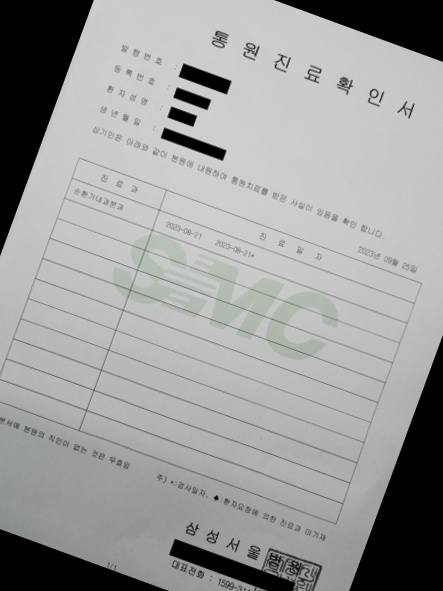 통 원 진 료 확 인 서
발 행 번 호 :
등 록 번 호 :
환 자 성 명 :
생 년 월 일 :
상기인은 아래와 같이 본원에 내원하여 통원치료를 받은 사실이 있음을 확인 합니다.
2023년 08월 25일
진 료 과 진 료 일 자
순환기내과분과 2023-08-21 2023-08-21*
SMC
본서에 본원의 직인이 없는 것은 무효임
주) *:검사일자, ♠:환자요청에 의한 진료과 미기재
삼 성 서 울
대표전화 : 1599-
1/1